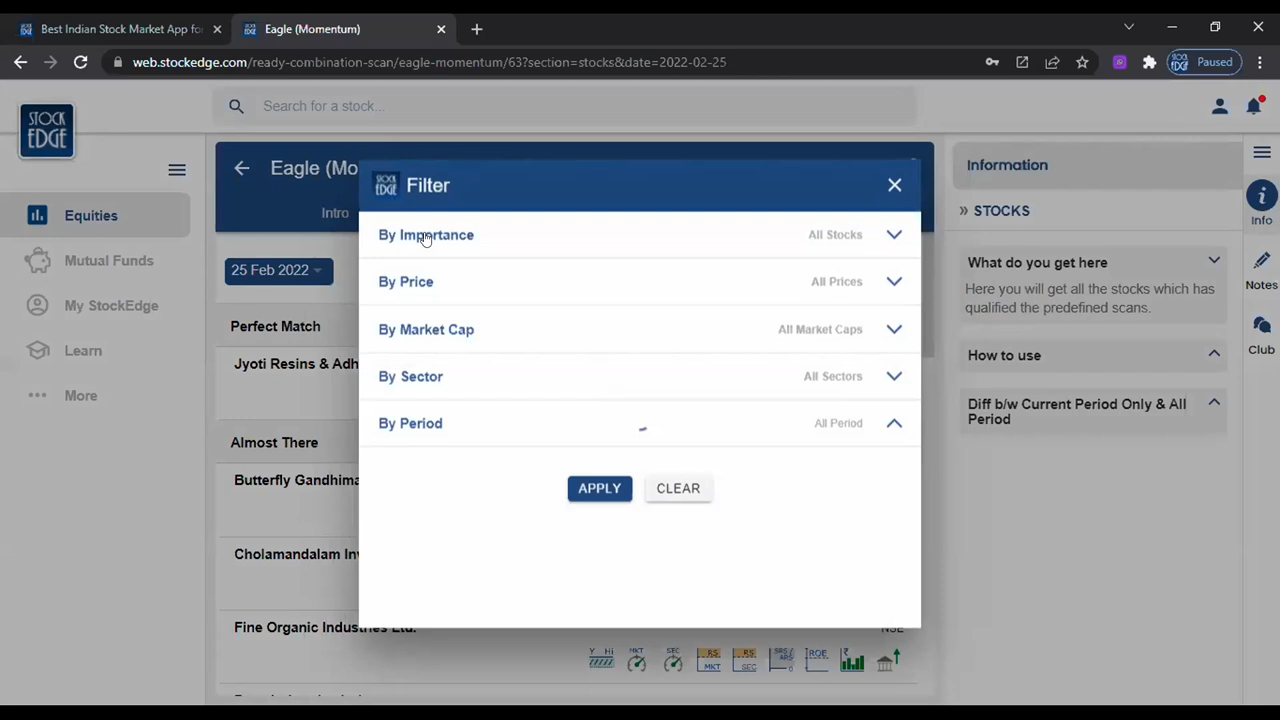 Best Indian Stock Market App for
Eagle (Momentum)
web.stockedge.com/ready-combination-scan/eagle-momentum/63?section=stocks&date=2022-02-25
Paused
STOCK
EDGE
Search for a stock...
Equities
Mutual Funds
My StockEdge
Learn
More
Eagle (Mo
Intro
25 Feb 2022
Perfect Match
Jyoti Resins & Adh
Almost There
Butterfly Gandhima
Cholamandalam Inv
Fine Organic Industries Ltd.
NSE
Y Hi
MKT
SEC
RS
MKT
RS
SEC
SRS/
ARS
0
ROE
₹
STOCK
EDGE
Filter
By Importance
All Stocks
By Price
All Prices
By Market Cap
All Market Caps
By Sector
All Sectors
By Period
All Period
APPLY
CLEAR
Information
» STOCKS
What do you get here
Here you will get all the stocks which has
qualified the predefined scans.
How to use
Diff b/w Current Period Only & All
Period
Info
Notes
Club